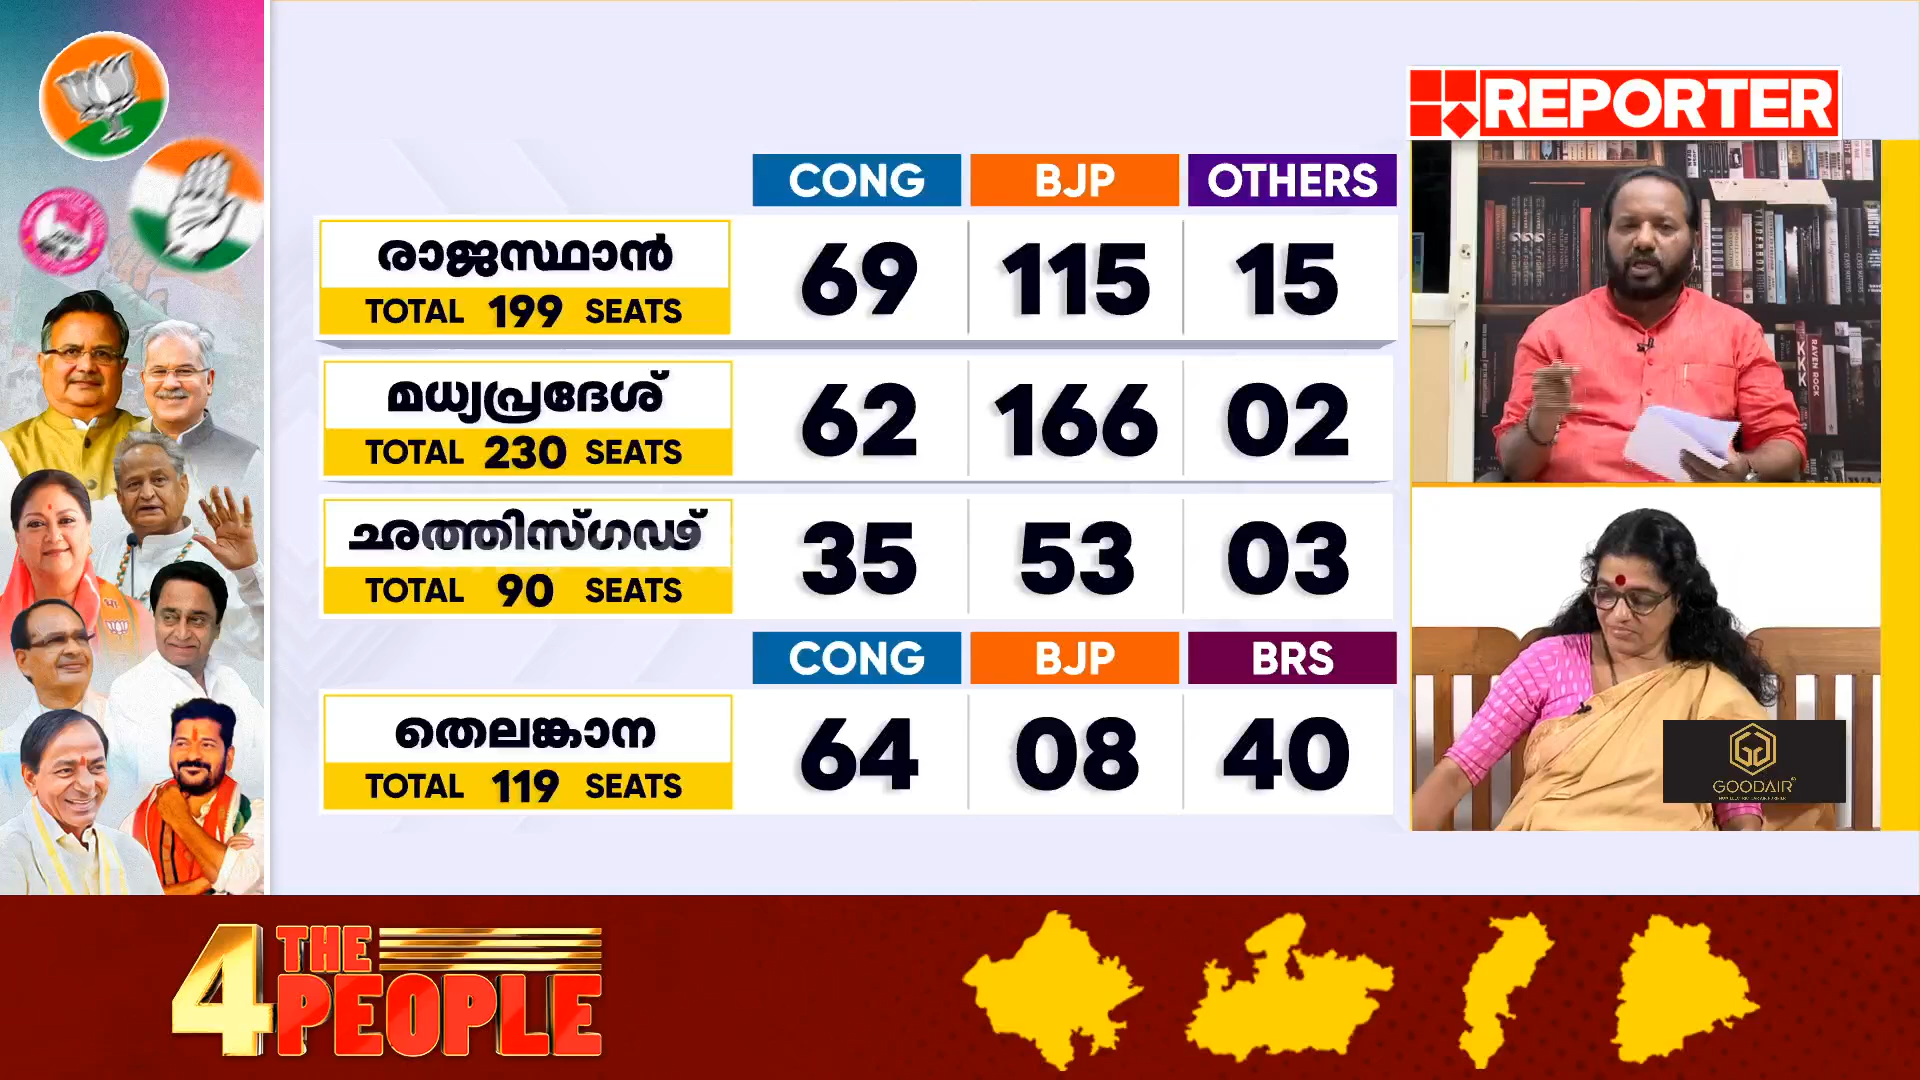 REPORTER
CONG BJP OTHERS
രാജസ്ഥാൻ
TOTAL 199 SEATS
69 115 15
മധ്യപ്രദേശ്
TOTAL 230 SEATS
62 166 02
ഛത്തിസ്ഗഢ്
TOTAL 90 SEATS
35 53 03
CONG BJP BRS
തെലങ്കാന
TOTAL 119 SEATS
64 08 40
GOODAIR
4 THE PEOPLE